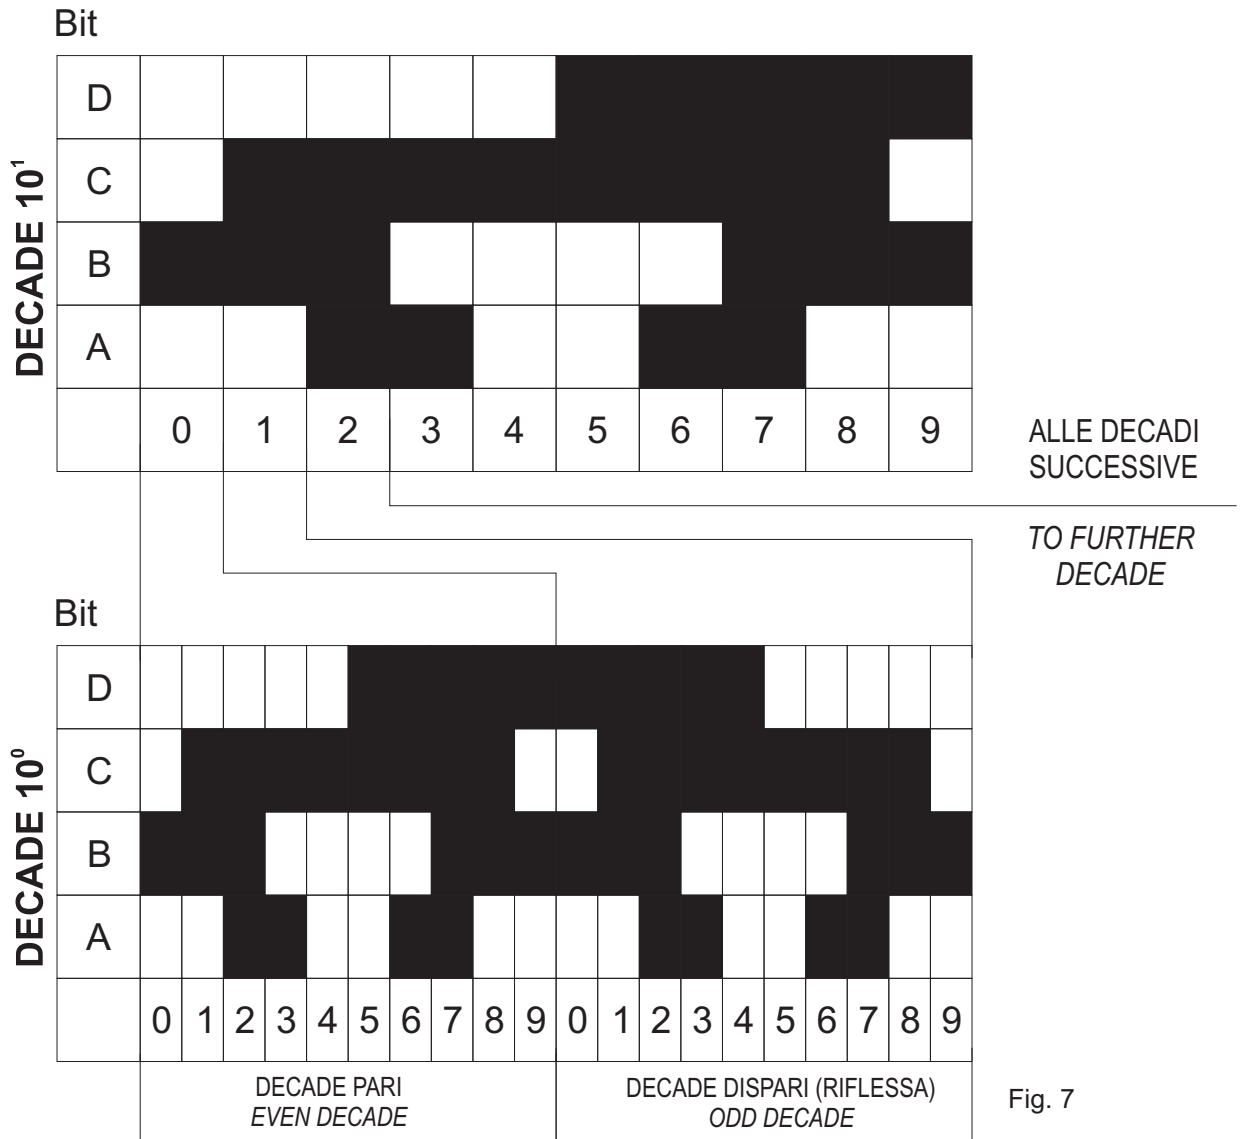 Bit
DECADE 10¹
D
C
B
A
0 1 2 3 4 5 6 7 8 9
ALLE DECADI
SUCCESSIVE
TO FURTHER
DECADE
Bit
DECADE 10⁰
D
C
B
A
0 1 2 3 4 5 6 7 8 9 0 1 2 3 4 5 6 7 8 9
DECADE PARI
EVEN DECADE
DECADE DISPARI (RIFLESSA)
ODD DECADE
Fig. 7